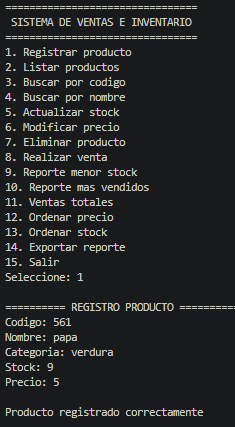 ================================
SISTEMA DE VENTAS E INVENTARIO
================================
1. Registrar producto
2. Listar productos
3. Buscar por codigo
4. Buscar por nombre
5. Actualizar stock
6. Modificar precio
7. Eliminar producto
8. Realizar venta
9. Reporte menor stock
10. Reporte mas vendidos
11. Ventas totales
12. Ordenar precio
13. Ordenar stock
14. Exportar reporte
15. Salir
Seleccione: 1
========== REGISTRO PRODUCTO ==========
Codigo: 561
Nombre: papa
Categoria: verdura
Stock: 9
Precio: 5
Producto registrado correctamente